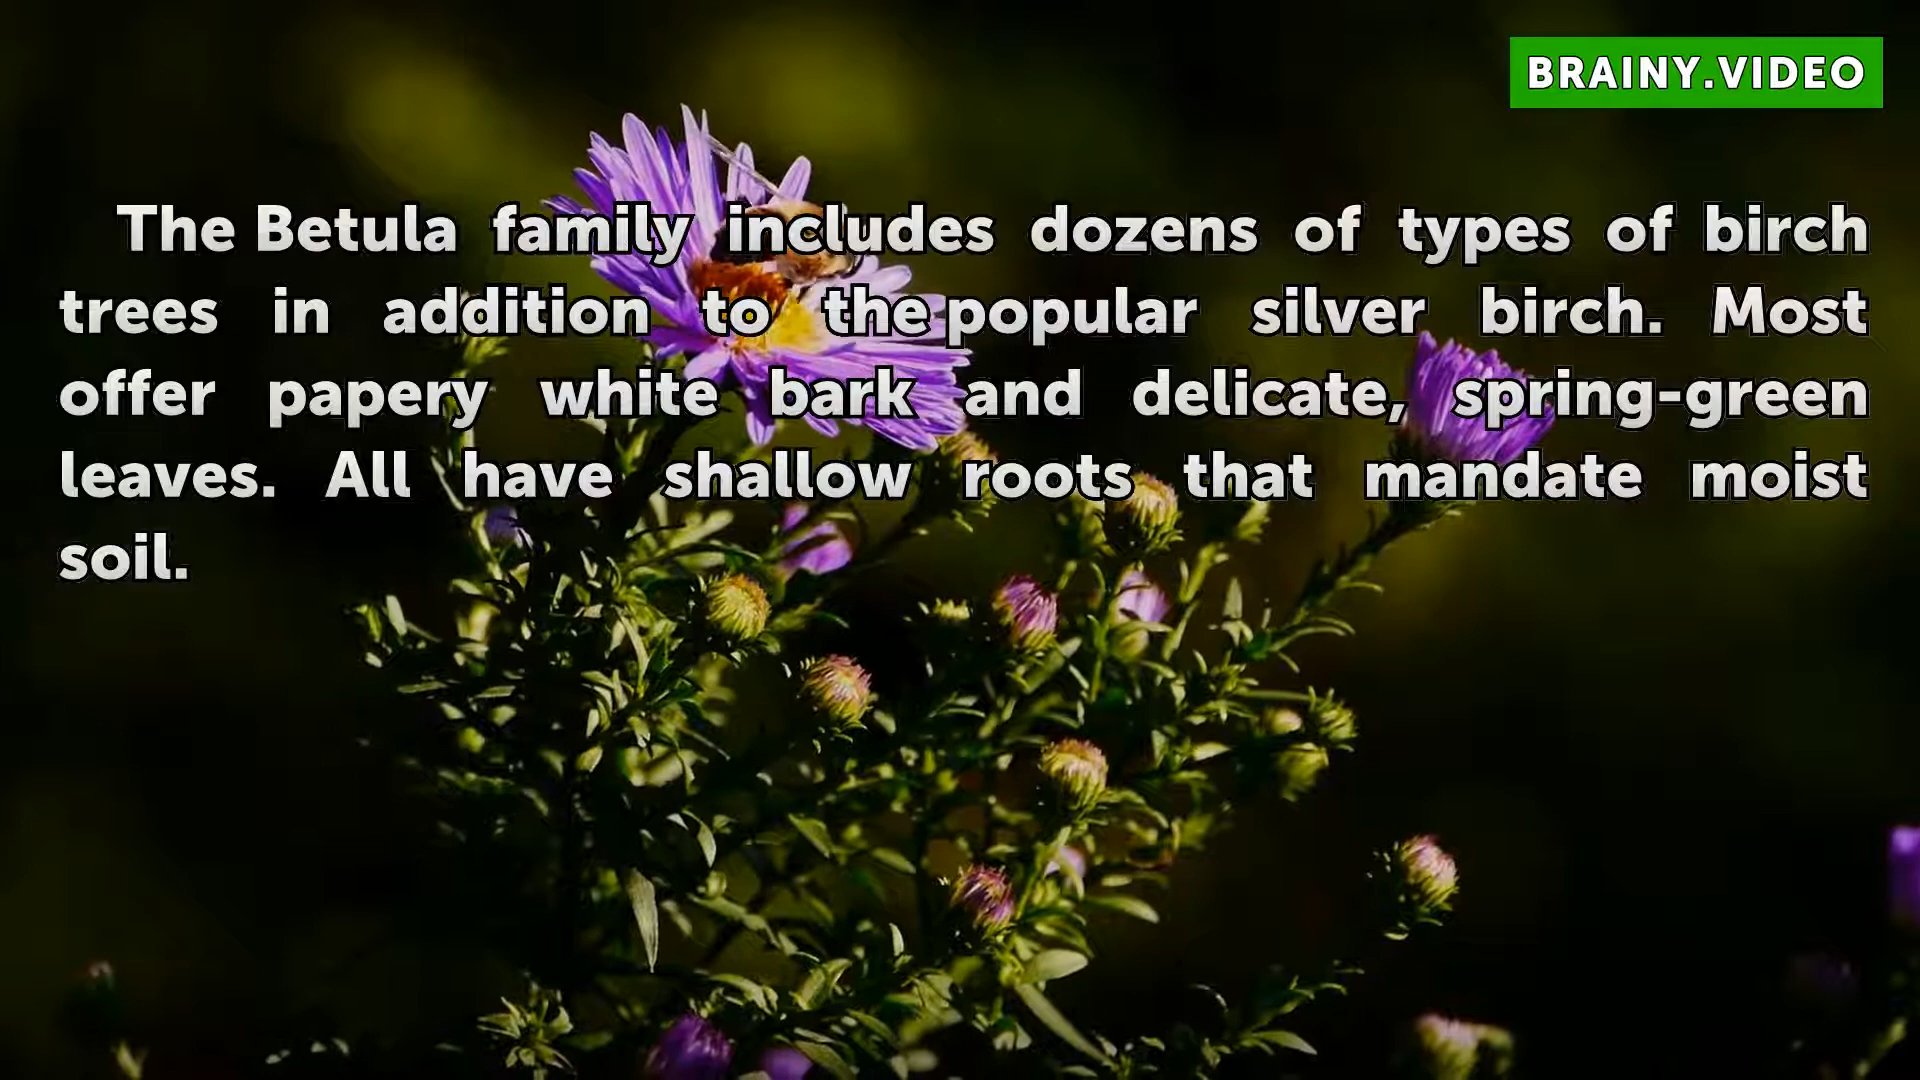 BRAINY.VIDEO
The Betula family includes dozens of types of birch
trees in addition to the popular silver birch. Most
offer papery white bark and delicate, spring-green
leaves. All have shallow roots that mandate moist
soil.